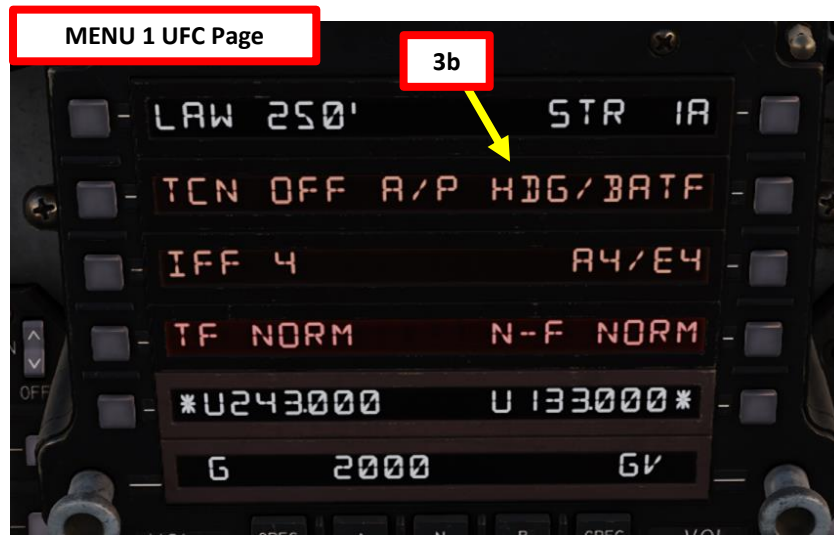 MENU 1 UFC Page
3b
LAW 250' STR 1A
TCN OFF A/P HDG/BATF
IFF 4 A4/E4
TF NORM N-F NORM
*U243.000 U 133.000*
G 2000 GV
OFF